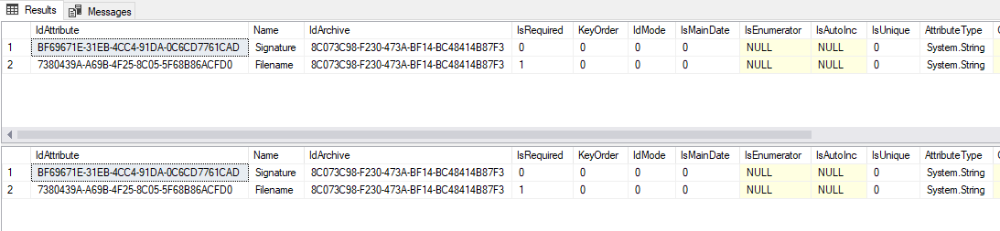 Results Messages
IdAttribute Name IdArchive IsRequired KeyOrder IdMode IsMainDate IsEnumerator IsAutoInc IsUnique AttributeType
1 BF69671E-31EB-4CC4-91DA-0C6CD7761CAD Signature 8C073C98-F230-473A-BF14-BC48414B87F3 0 0 0 0 NULL NULL 0 System.String
2 7380439A-A69B-4F25-8C05-5F68B86ACFD0 Filename 8C073C98-F230-473A-BF14-BC48414B87F3 1 0 0 0 NULL NULL 0 System.String
IdAttribute Name IdArchive IsRequired KeyOrder IdMode IsMainDate IsEnumerator IsAutoInc IsUnique AttributeType
1 BF69671E-31EB-4CC4-91DA-0C6CD7761CAD Signature 8C073C98-F230-473A-BF14-BC48414B87F3 0 0 0 0 NULL NULL 0 System.String
2 7380439A-A69B-4F25-8C05-5F68B86ACFD0 Filename 8C073C98-F230-473A-BF14-BC48414B87F3 1 0 0 0 NULL NULL 0 System.String